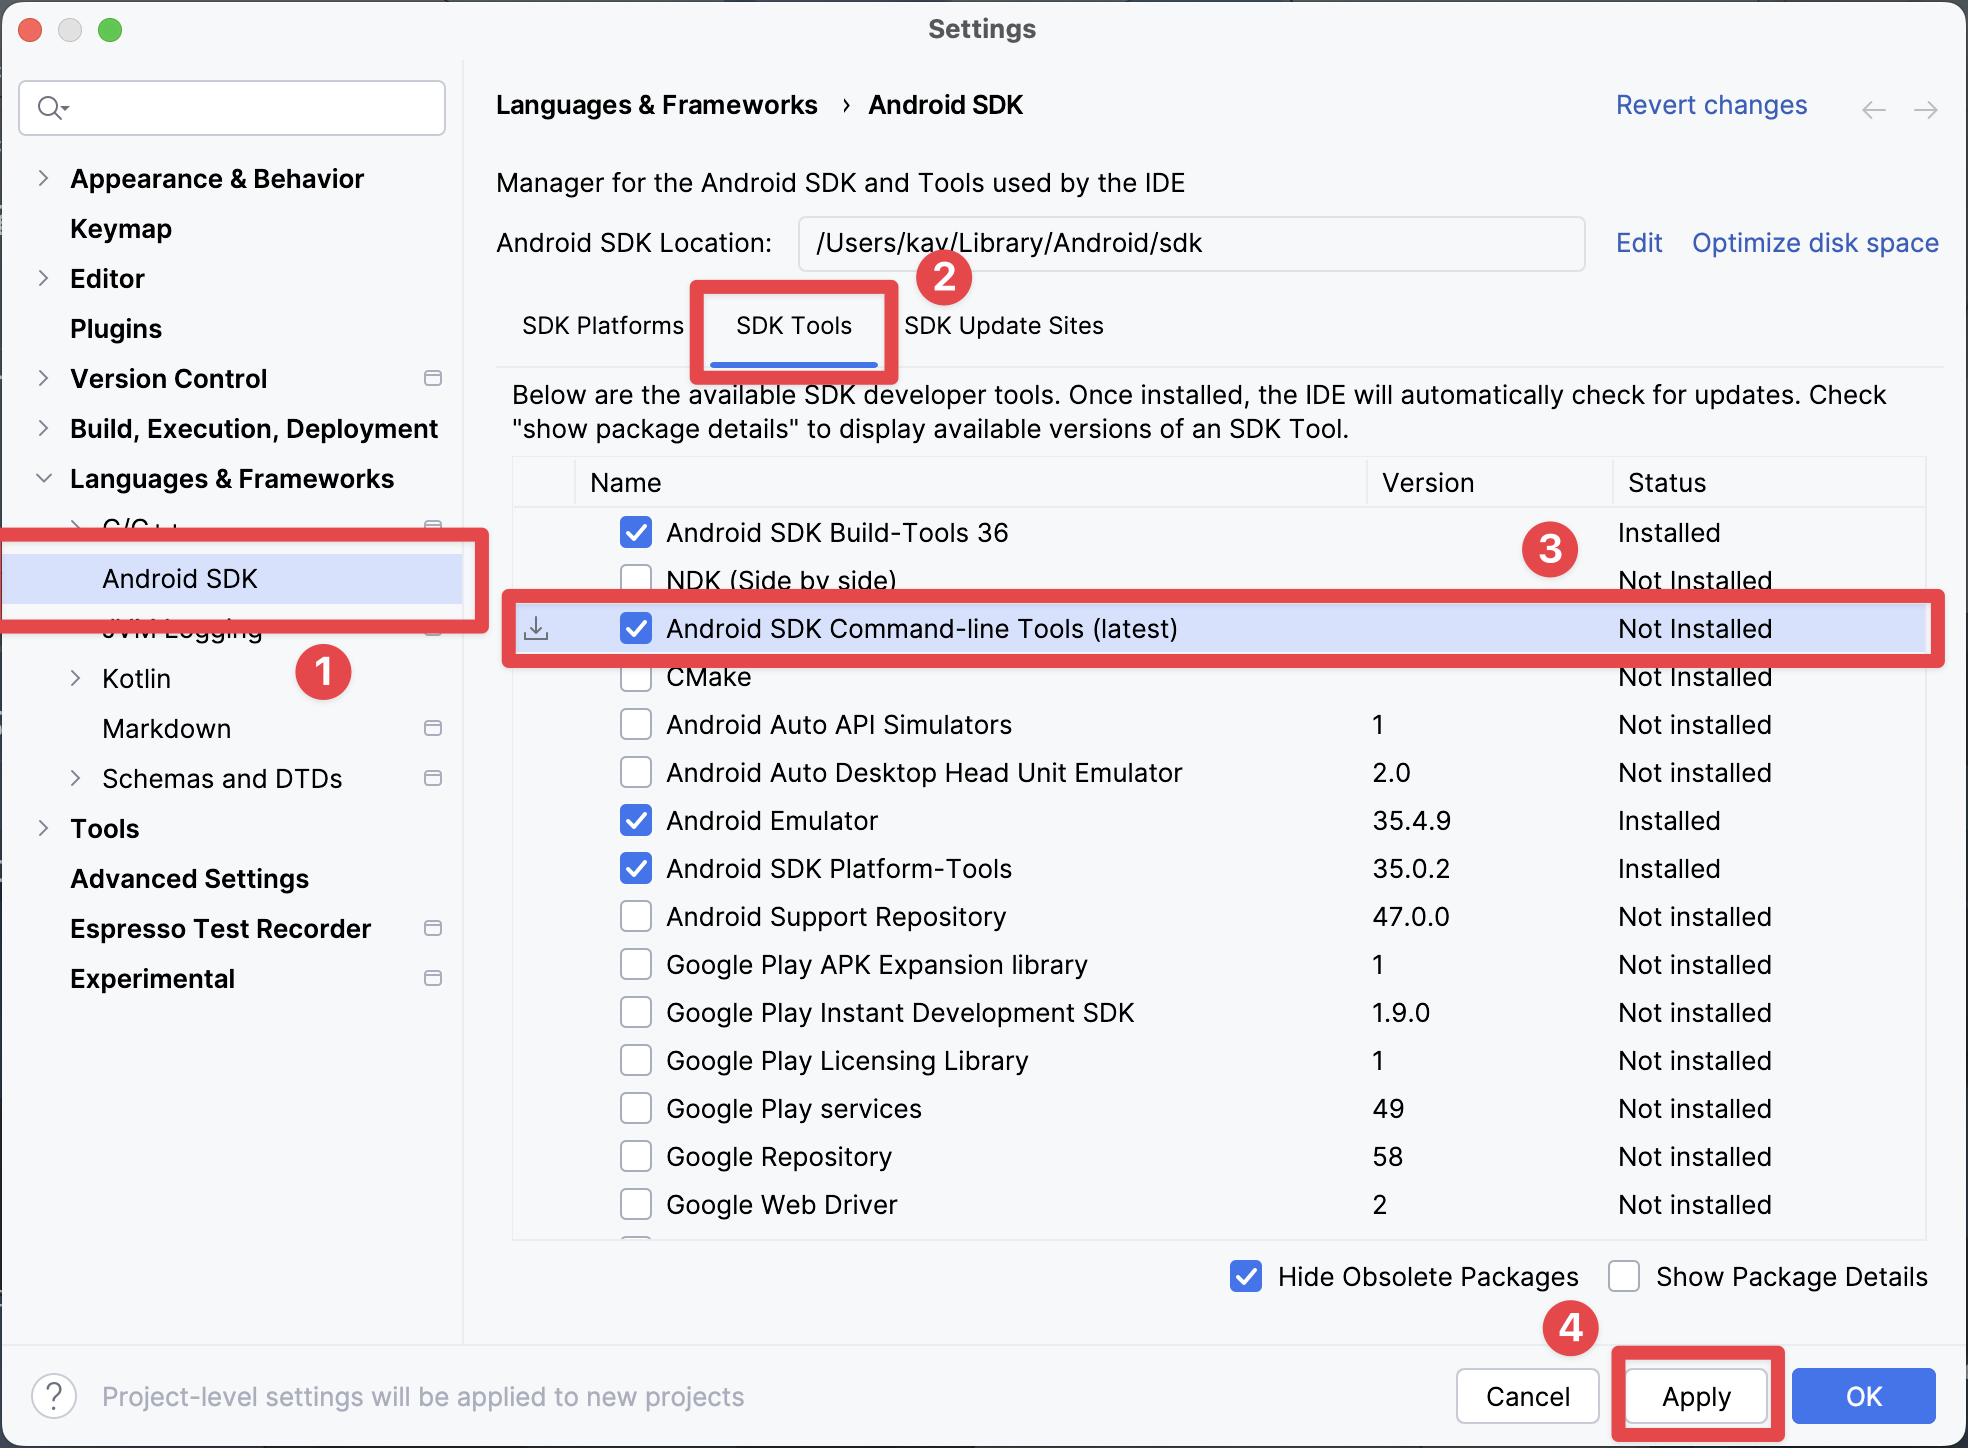 Settings
Languages & Frameworks › Android SDK
Revert changes
Appearance & Behavior
Keymap
Editor
Plugins
Version Control
Build, Execution, Deployment
Languages & Frameworks
C/C++
Android SDK
JVM Logging
1
Kotlin
Markdown
Schemas and DTDs
Tools
Advanced Settings
Espresso Test Recorder
Experimental
Manager for the Android SDK and Tools used by the IDE
Android SDK Location: /Users/kay/Library/Android/sdk Edit Optimize disk space
2
SDK Platforms SDK Tools SDK Update Sites
Below are the available SDK developer tools. Once installed, the IDE will automatically check for updates. Check
"show package details" to display available versions of an SDK Tool.
Name Version Status
Android SDK Build-Tools 36 Installed
3
NDK (Side by side) Not Installed
Android SDK Command-line Tools (latest) Not Installed
CMake Not Installed
Android Auto API Simulators 1 Not installed
Android Auto Desktop Head Unit Emulator 2.0 Not installed
Android Emulator 35.4.9 Installed
Android SDK Platform-Tools 35.0.2 Installed
Android Support Repository 47.0.0 Not installed
Google Play APK Expansion library 1 Not installed
Google Play Instant Development SDK 1.9.0 Not installed
Google Play Licensing Library 1 Not installed
Google Play services 49 Not installed
Google Repository 58 Not installed
Google Web Driver 2 Not installed
Hide Obsolete Packages Show Package Details
4
? Project-level settings will be applied to new projects
Cancel Apply OK